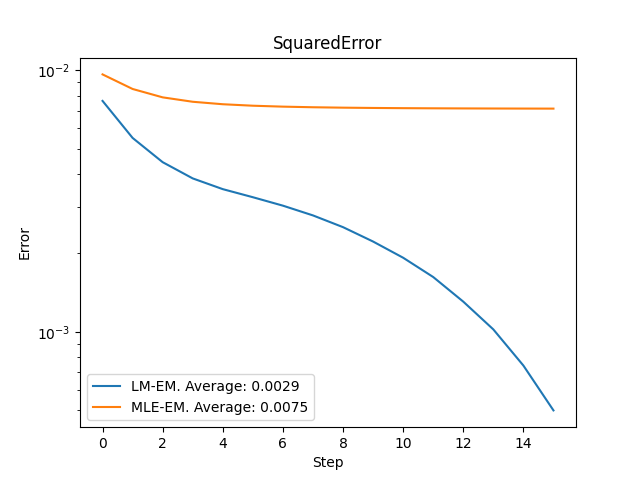 SquaredError
10⁻²
10⁻³
Error
LM-EM. Average: 0.0029
MLE-EM. Average: 0.0075
0 2 4 6 8 10 12 14
Step